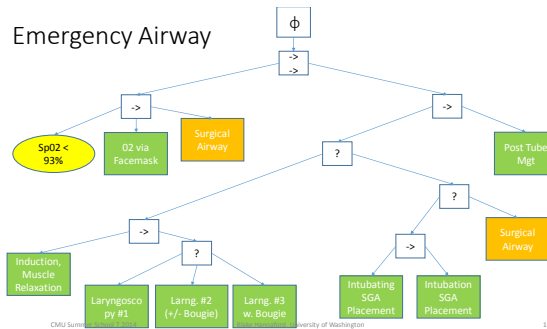 Emergency Airway
ϕ
->
->
->
->
Sp02 <
93%
02 via
Facemask
Surgical
Airway
?
Post Tube
Mgt
?
->
?
->
Surgical
Airway
Induction,
Muscle
Relaxation
Laryngosco
py #1
Larng. #2
(+/- Bougie)
Larng. #3
w. Bougie
Intubating
SGA
Placement
Intubation
SGA
Placement
CMU Summer School 7 2014
Hannaford, University of Washington
1